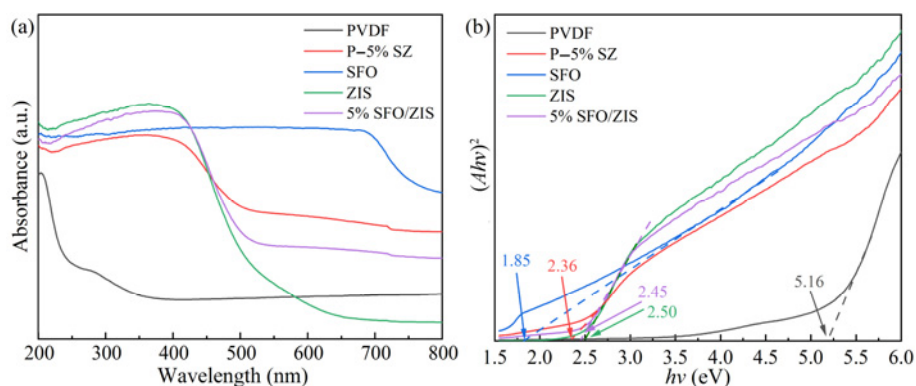 (a)
PVDF
P–5% SZ
SFO
ZIS
5% SFO/ZIS
Absorbance (a.u.)
200 300 400 500 600 700 800
Wavelength (nm)
(b)
PVDF
P–5% SZ
SFO
ZIS
5% SFO/ZIS
(Ahv)²
1.85
2.36
2.45
2.50
5.16
1.5 2.0 2.5 3.0 3.5 4.0 4.5 5.0 5.5 6.0
hv (eV)